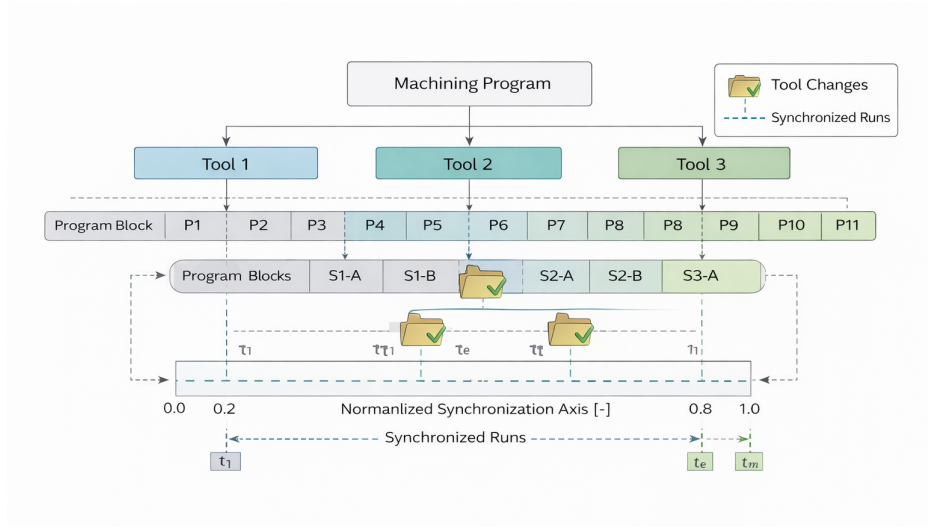 Machining Program
Tool Changes
Synchronized Runs
Tool 1 Tool 2 Tool 3
Program Block P1 P2 P3 P4 P5 P6 P7 P8 P8 P9 P10 P11
Program Blocks S1-A S1-B S2-A S2-B S3-A
τ₁ τe
0.0 0.2 Normanlized Synchronization Axis [-] 0.8 1.0
Synchronized Runs
t₁ te tm